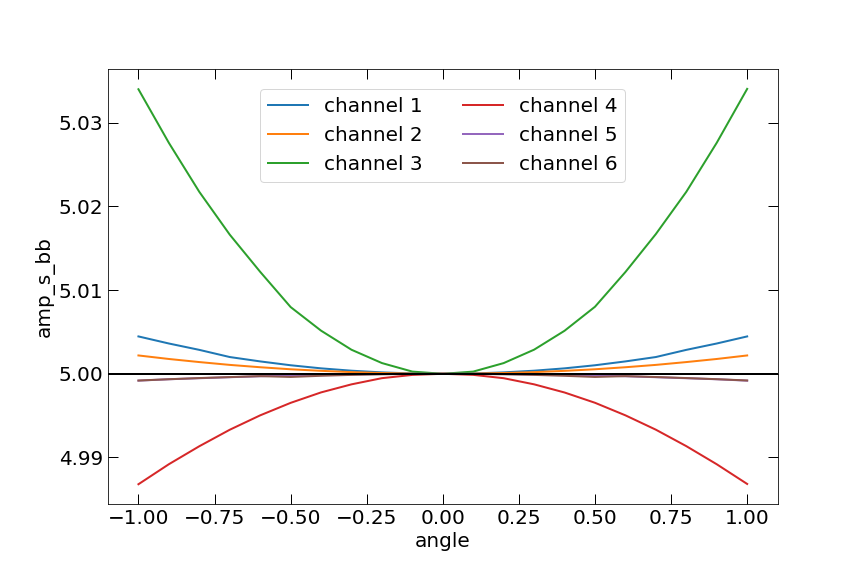 channel 1
channel 2
channel 3
channel 4
channel 5
channel 6
5.03
5.02
5.01
5.00
4.99
amp_s_bb
−1.00 −0.75 −0.50 −0.25 0.00 0.25 0.50 0.75 1.00
angle